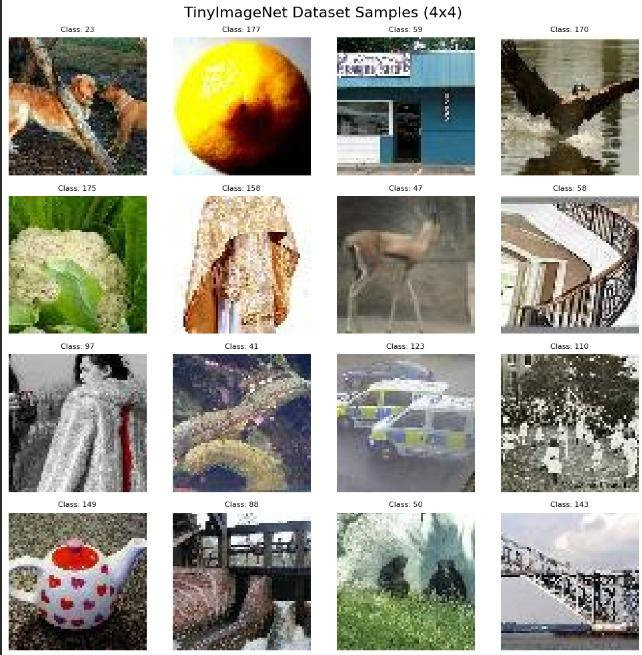 TinyImageNet Dataset Samples (4x4)
Class: 23
Class: 177
Class: 59
Class: 170
Class: 175
Class: 158
Class: 47
Class: 58
Class: 97
Class: 41
Class: 123
Class: 110
Class: 149
Class: 88
Class: 50
Class: 143